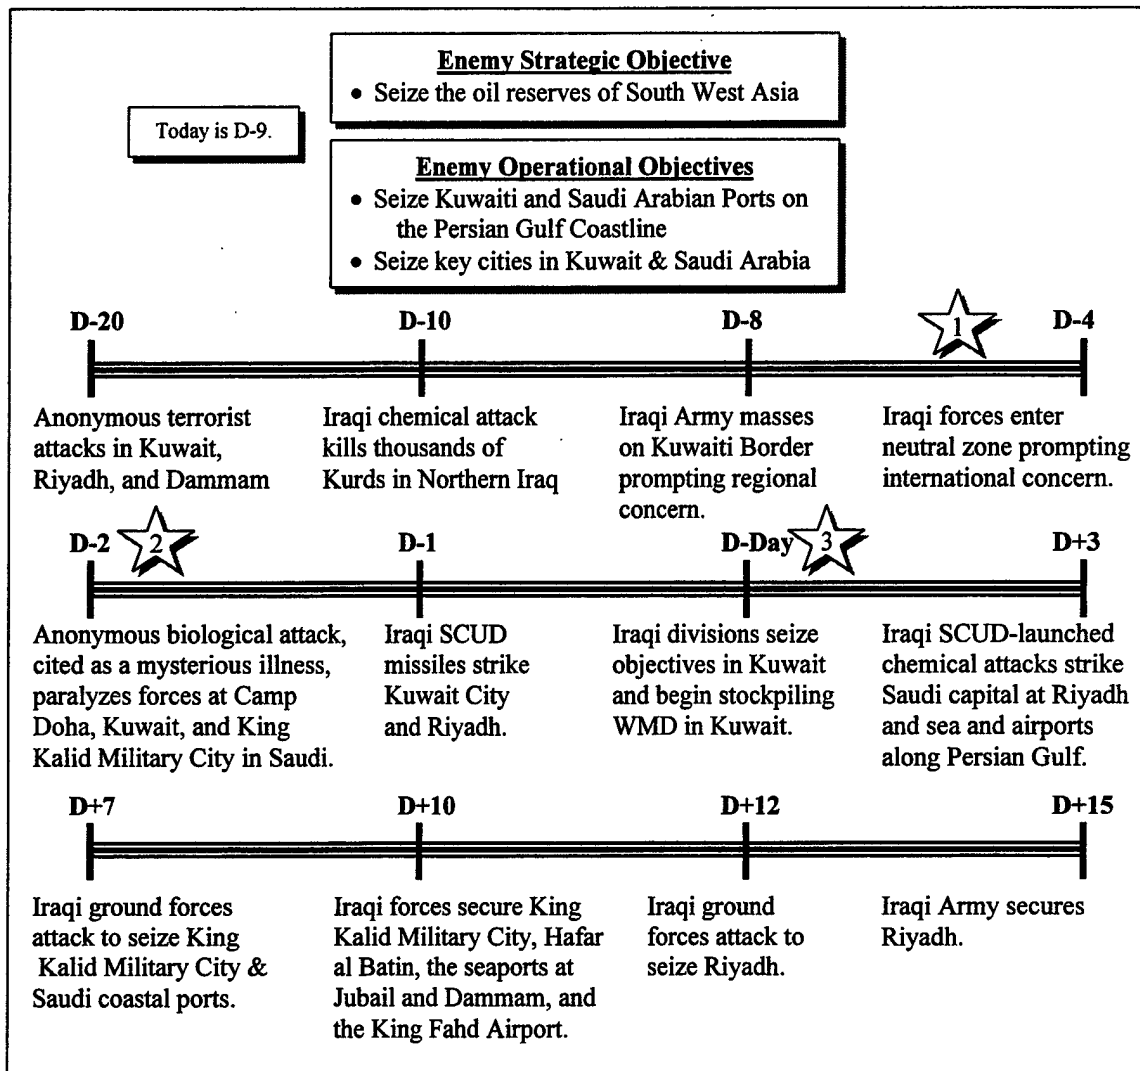 Enemy Strategic Objective
• Seize the oil reserves of South West Asia
Today is D-9.
Enemy Operational Objectives
• Seize Kuwaiti and Saudi Arabian Ports on
the Persian Gulf Coastline
• Seize key cities in Kuwait & Saudi Arabia
D-20
D-10
D-8
1
D-4
Anonymous terrorist
attacks in Kuwait,
Riyadh, and Dammam
Iraqi chemical attack
kills thousands of
Kurds in Northern Iraq
Iraqi Army masses
on Kuwaiti Border
prompting regional
concern.
Iraqi forces enter
neutral zone prompting
international concern.
D-2
2
D-1
D-Day
3
D+3
Anonymous biological attack,
cited as a mysterious illness,
paralyzes forces at Camp
Doha, Kuwait, and King
Kalid Military City in Saudi.
Iraqi SCUD
missiles strike
Kuwait City
and Riyadh.
Iraqi divisions seize
objectives in Kuwait
and begin stockpiling
WMD in Kuwait.
Iraqi SCUD-launched
chemical attacks strike
Saudi capital at Riyadh
and sea and airports
along Persian Gulf.
D+7
D+10
D+12
D+15
Iraqi ground forces
attack to seize King
Kalid Military City &
Saudi coastal ports.
Iraqi forces secure King
Kalid Military City, Hafar
al Batin, the seaports at
Jubail and Dammam, and
the King Fahd Airport.
Iraqi ground
forces attack to
seize Riyadh.
Iraqi Army secures
Riyadh.